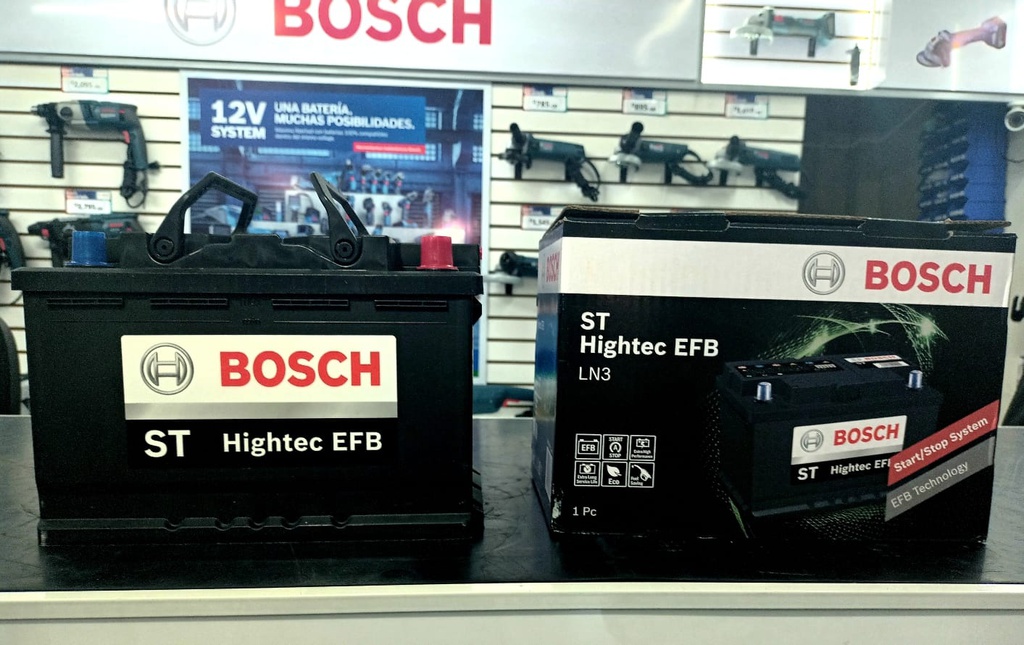 BOSCH
12V
SYSTEM
UNA BATERÍA.
MUCHAS POSIBILIDADES.
BOSCH
ST Hightec EFB
BOSCH
ST
Hightec EFB
LN3
EFB
START
STOP
Extra High
Performance
Extra Long
Service Life
Eco
Fuel
Saving
1 Pc
BOSCH
ST Hightec EF
Start/Stop System
EFB Technology